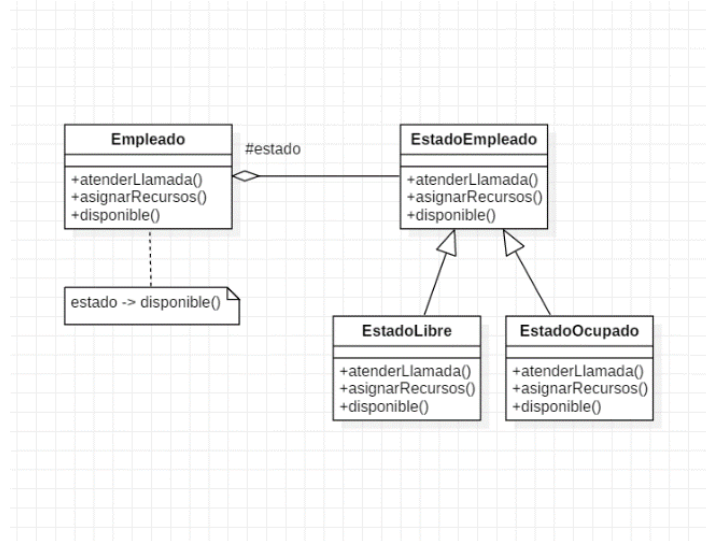 Empleado
+atenderLlamada()
+asignarRecursos()
+disponible()
#estado
EstadoEmpleado
+atenderLlamada()
+asignarRecursos()
+disponible()
estado -> disponible()
EstadoLibre
+atenderLlamada()
+asignarRecursos()
+disponible()
EstadoOcupado
+atenderLlamada()
+asignarRecursos()
+disponible()